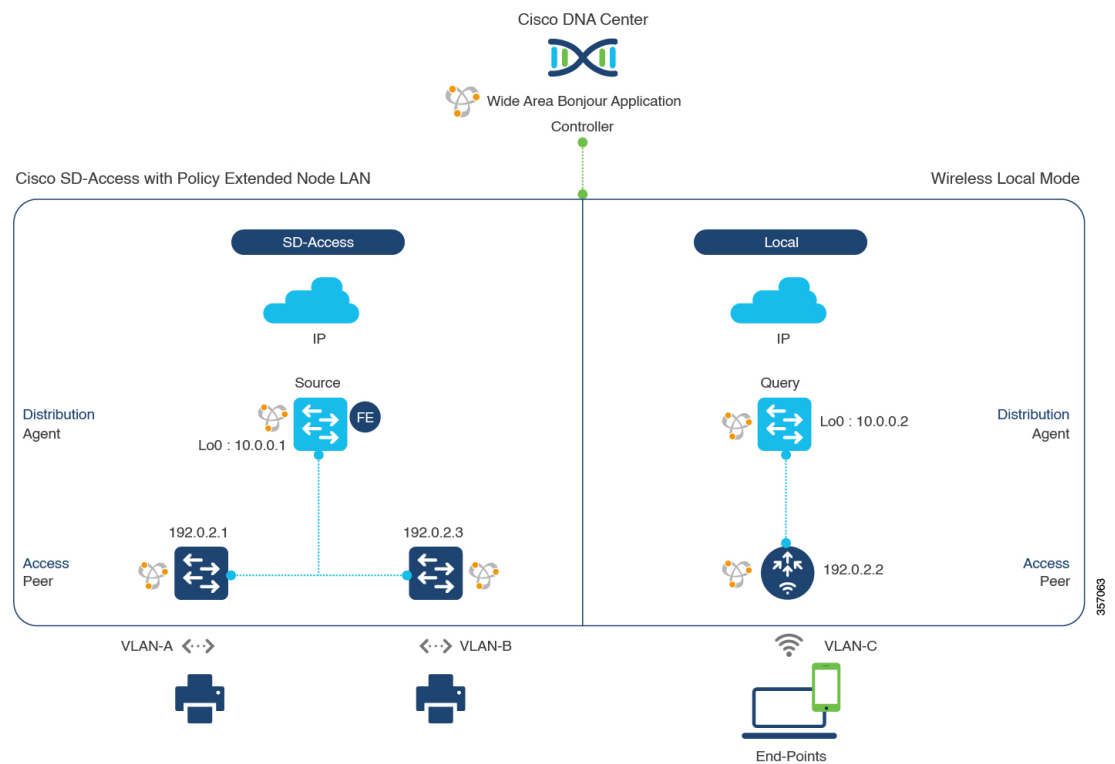 Cisco DNA Center
Wide Area Bonjour Application
Controller
Cisco SD-Access with Policy Extended Node LAN
Wireless Local Mode
SD-Access
Local
IP
IP
Source
Query
Distribution
Agent
FE
Lo0 : 10.0.0.1
Lo0 : 10.0.0.2
Distribution
Agent
192.0.2.1
192.0.2.3
Access
Peer
192.0.2.2
Access
Peer
357063
VLAN-A
VLAN-B
VLAN-C
End-Points